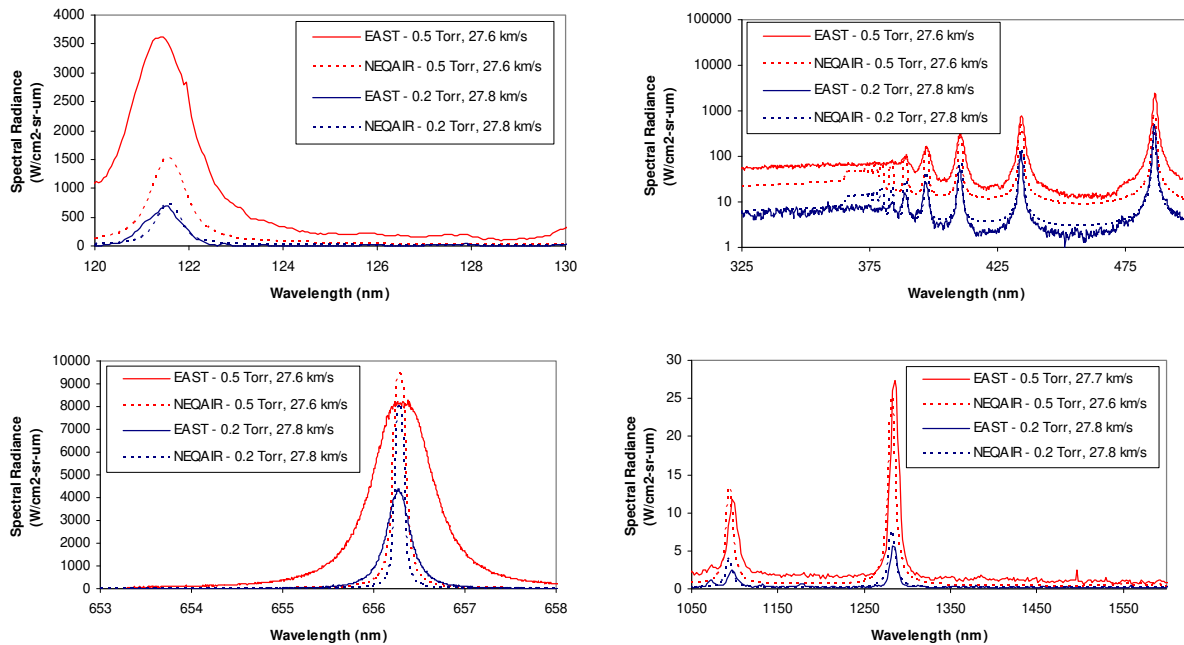 4000
3500
3000
2500
2000
1500
1000
500
0
120 122 124 126 128 130
Spectral Radiance
(W/cm2-sr-um)
Wavelength (nm)
EAST - 0.5 Torr, 27.6 km/s
NEQAIR - 0.5 Torr, 27.6 km/s
EAST - 0.2 Torr, 27.8 km/s
NEQAIR - 0.2 Torr, 27.8 km/s
100000
10000
1000
100
10
1
325 375 425 475
Spectral Radiance
(W/cm2-sr-um)
Wavelength (nm)
EAST - 0.5 Torr, 27.6 km/s
NEQAIR - 0.5 Torr, 27.6 km/s
EAST - 0.2 Torr, 27.8 km/s
NEQAIR - 0.2 Torr, 27.8 km/s
10000
9000
8000
7000
6000
5000
4000
3000
2000
1000
0
653 654 655 656 657 658
Spectral Radiance
(W/cm2-sr-um)
Wavelength (nm)
EAST - 0.5 Torr, 27.6 km/s
NEQAIR - 0.5 Torr, 27.6 km/s
EAST - 0.2 Torr, 27.8 km/s
NEQAIR - 0.2 Torr, 27.8 km/s
30
25
20
15
10
5
0
1050 1150 1250 1350 1450 1550
Spectral Radiance
(W/cm2-sr-um)
Wavelength (nm)
EAST - 0.5 Torr, 27.7 km/s
NEQAIR - 0.5 Torr, 27.6 km/s
EAST - 0.2 Torr, 27.8 km/s
NEQAIR - 0.2 Torr, 27.8 km/s